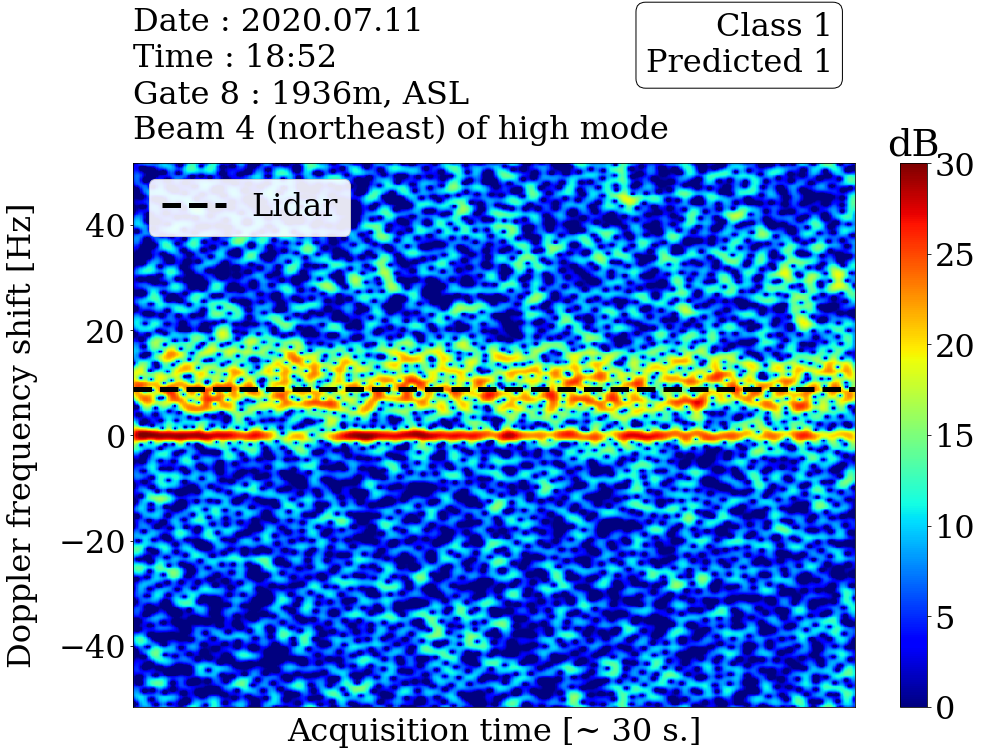 Date : 2020.07.11
Time : 18:52
Gate 8 : 1936m, ASL
Beam 4 (northeast) of high mode
Class 1
Predicted 1
dB
Lidar
Doppler frequency shift [Hz]
40
20
0
−20
−40
30
25
20
15
10
5
0
Acquisition time [~ 30 s.]